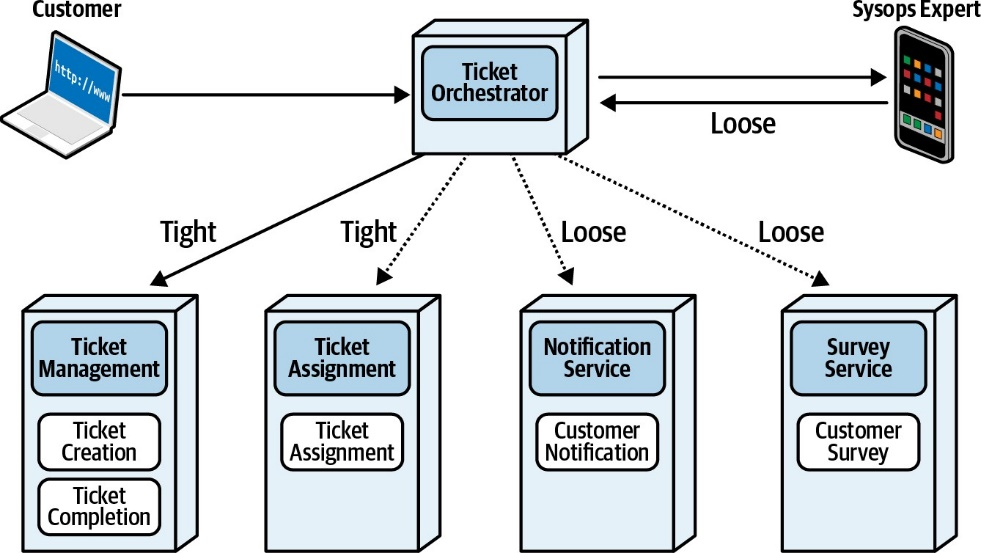 Customer
Sysops Expert
http://www
Ticket
Orchestrator
Loose
Tight
Tight
Loose
Loose
Ticket
Management
Ticket
Assignment
Notification
Service
Survey
Service
Ticket
Creation
Ticket
Assignment
Customer
Notification
Customer
Survey
Ticket
Completion